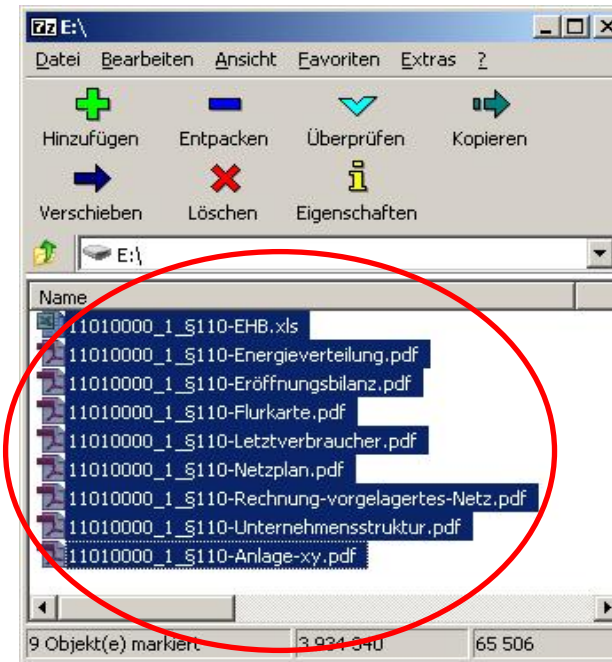 E:\
Datei Bearbeiten Ansicht Favoriten Extras ?
Hinzufügen Entpacken Überprüfen Kopieren
Verschieben Löschen Eigenschaften
E:\
Name
11010000_1_§110-EHB.xls
11010000_1_§110-Energieverteilung.pdf
11010000_1_§110-Eröffnungsbilanz.pdf
11010000_1_§110-Flurkarte.pdf
11010000_1_§110-Letztverbraucher.pdf
11010000_1_§110-Netzplan.pdf
11010000_1_§110-Rechnung-vorgelagertes-Netz.pdf
11010000_1_§110-Unternehmensstruktur.pdf
11010000_1_§110-Anlage-xy.pdf
9 Objekt(e) markiert 3 934 840 65 506